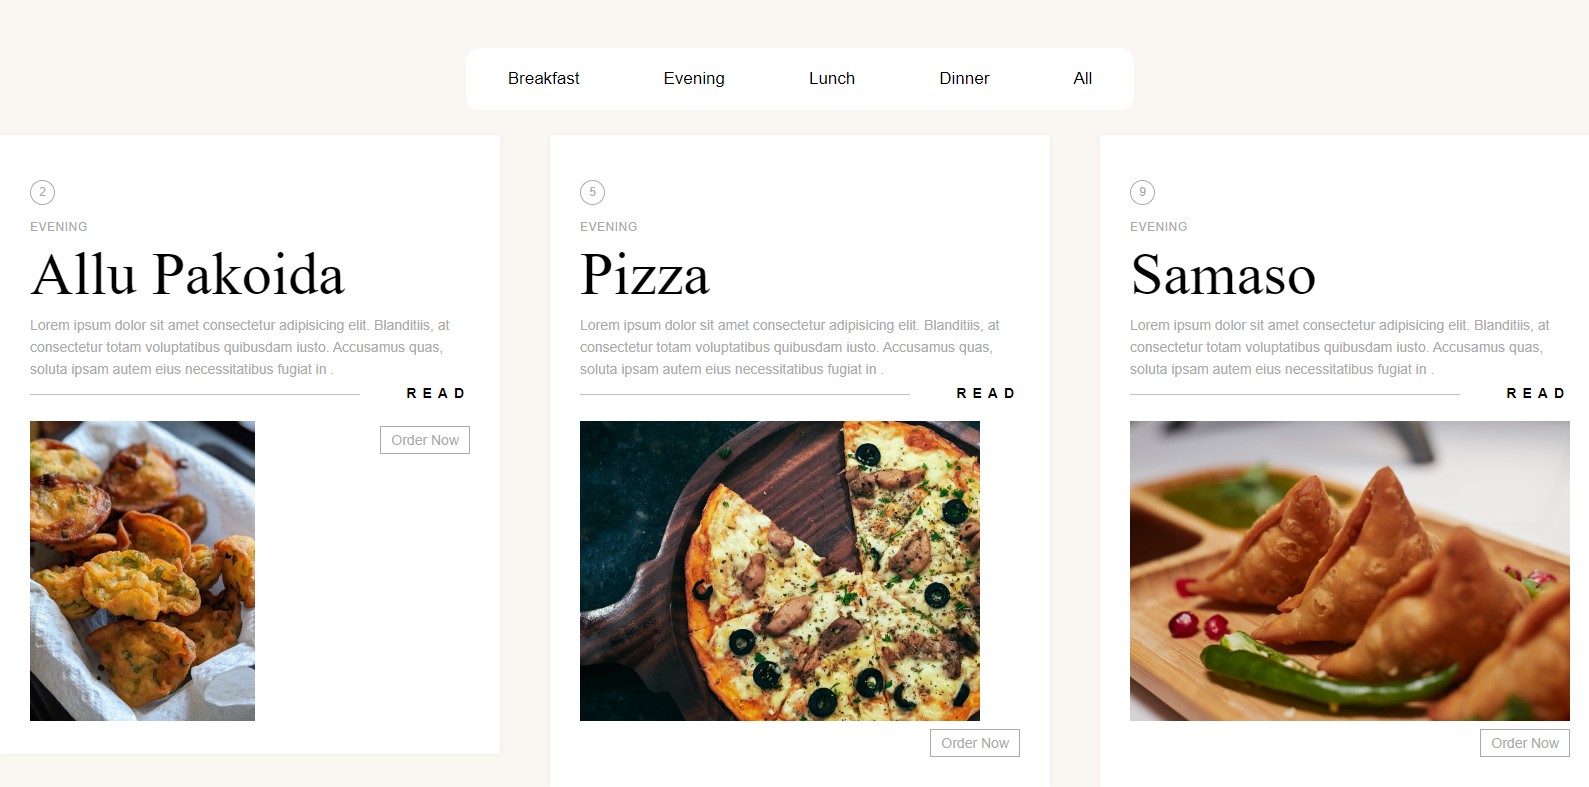 Breakfast Evening Lunch Dinner All
2
EVENING
Allu Pakoida
Lorem ipsum dolor sit amet consectetur adipisicing elit. Blanditiis, at
consectetur totam voluptatibus quibusdam iusto. Accusamus quas,
soluta ipsam autem eius necessitatibus fugiat in .
READ
Order Now
5
EVENING
Pizza
Lorem ipsum dolor sit amet consectetur adipisicing elit. Blanditiis, at
consectetur totam voluptatibus quibusdam iusto. Accusamus quas,
soluta ipsam autem eius necessitatibus fugiat in .
READ
Order Now
9
EVENING
Samaso
Lorem ipsum dolor sit amet consectetur adipisicing elit. Blanditiis, at
consectetur totam voluptatibus quibusdam iusto. Accusamus quas,
soluta ipsam autem eius necessitatibus fugiat in .
READ
Order Now